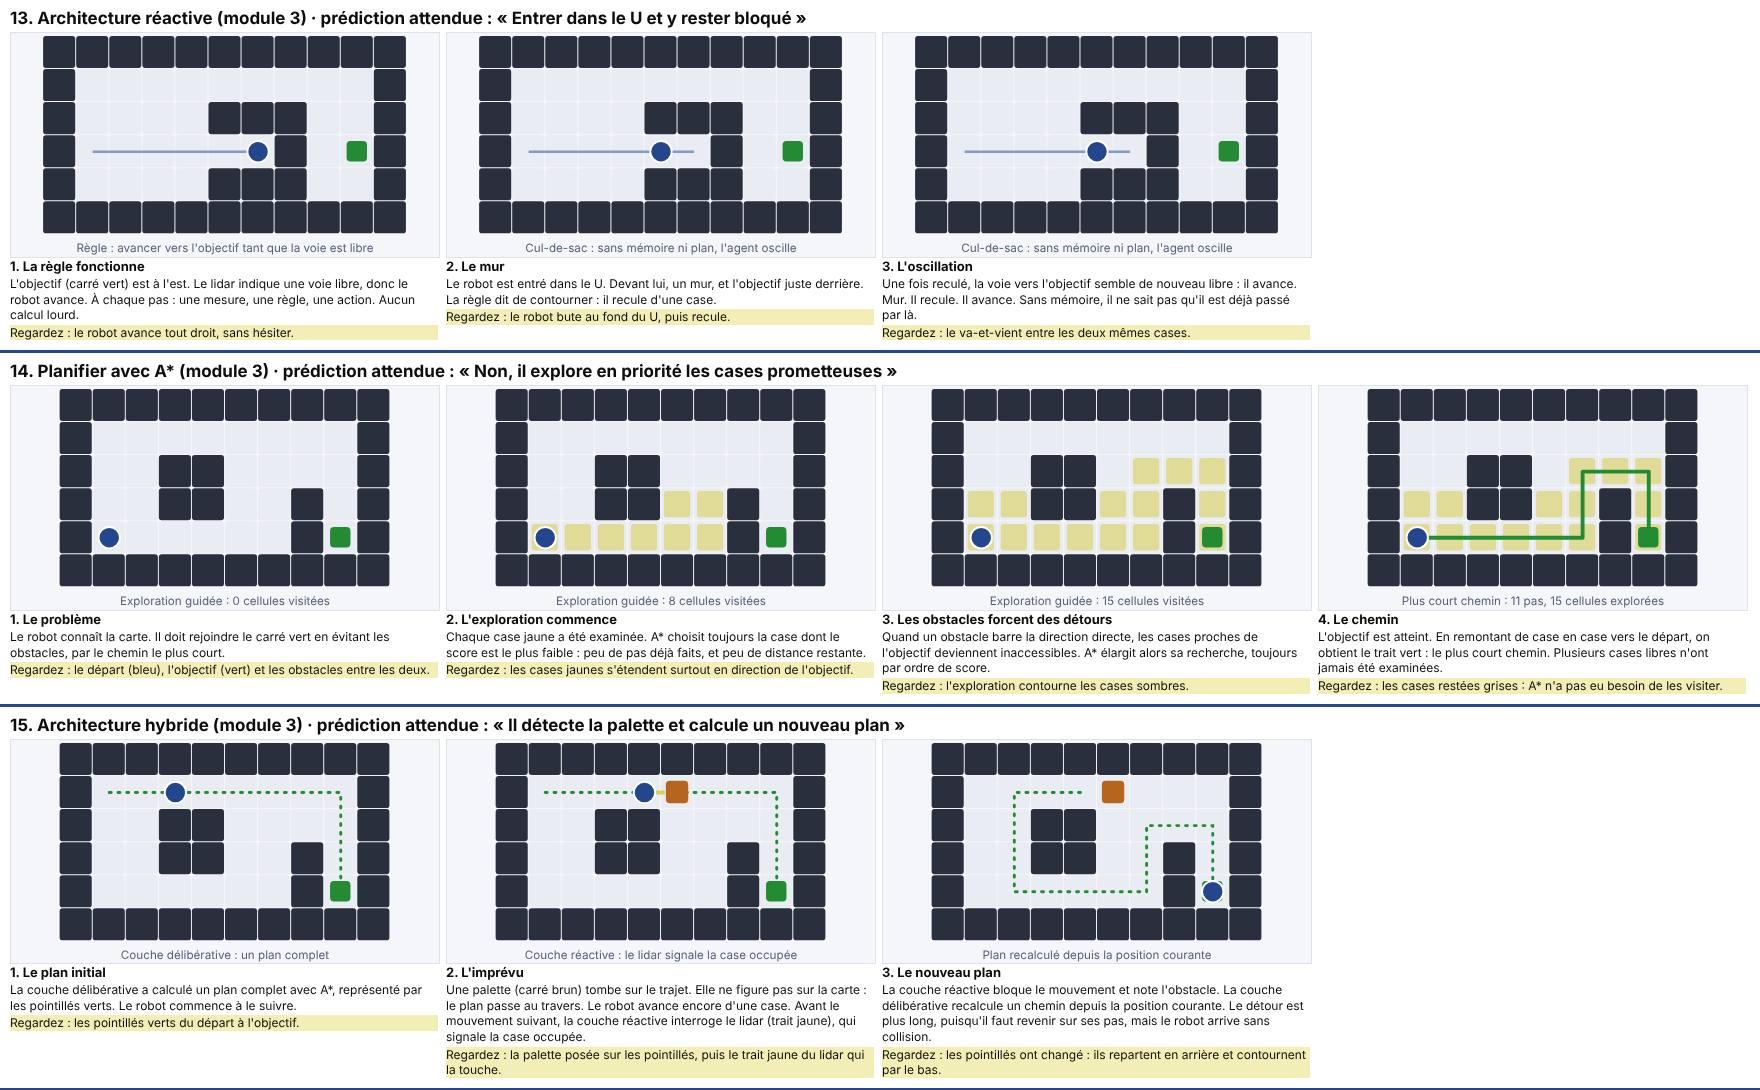 13. Architecture réactive (module 3) · prédiction attendue : « Entrer dans le U et y rester bloqué »
Règle : avancer vers l'objectif tant que la voie est libre
1. La règle fonctionne
L'objectif (carré vert) est à l'est. Le lidar indique une voie libre, donc le
robot avance. À chaque pas : une mesure, une règle, une action. Aucun
calcul lourd.
Regardez : le robot avance tout droit, sans hésiter.
Cul-de-sac : sans mémoire ni plan, l'agent oscille
2. Le mur
Le robot est entré dans le U. Devant lui, un mur, et l'objectif juste derrière.
La règle dit de contourner : il recule d'une case.
Regardez : le robot bute au fond du U, puis recule.
Cul-de-sac : sans mémoire ni plan, l'agent oscille
3. L'oscillation
Une fois reculé, la voie vers l'objectif semble de nouveau libre : il avance.
Mur. Il recule. Il avance. Sans mémoire, il ne sait pas qu'il est déjà passé
par là.
Regardez : le va-et-vient entre les deux mêmes cases.
14. Planifier avec A* (module 3) · prédiction attendue : « Non, il explore en priorité les cases prometteuses »
Exploration guidée : 0 cellules visitées
1. Le problème
Le robot connaît la carte. Il doit rejoindre le carré vert en évitant les
obstacles, par le chemin le plus court.
Regardez : le départ (bleu), l'objectif (vert) et les obstacles entre les deux.
Exploration guidée : 8 cellules visitées
2. L'exploration commence
Chaque case jaune a été examinée. A* choisit toujours la case dont le
score est le plus faible : peu de pas déjà faits, et peu de distance restante.
Regardez : les cases jaunes s'étendent surtout en direction de l'objectif.
Exploration guidée : 15 cellules visitées
3. Les obstacles forcent des détours
Quand un obstacle barre la direction directe, les cases proches de
l'objectif deviennent inaccessibles. A* élargit alors sa recherche, toujours
par ordre de score.
Regardez : l'exploration contourne les cases sombres.
Plus court chemin : 11 pas, 15 cellules explorées
4. Le chemin
L'objectif est atteint. En remontant de case en case vers le départ, on
obtient le trait vert : le plus court chemin. Plusieurs cases libres n'ont
jamais été examinées.
Regardez : les cases restées grises : A* n'a pas eu besoin de les visiter.
15. Architecture hybride (module 3) · prédiction attendue : « Il détecte la palette et calcule un nouveau plan »
Couche délibérative : un plan complet
1. Le plan initial
La couche délibérative a calculé un plan complet avec A*, représenté par
les pointillés verts. Le robot commence à le suivre.
Regardez : les pointillés verts du départ à l'objectif.
Couche réactive : le lidar signale la case occupée
2. L'imprévu
Une palette (carré brun) tombe sur le trajet. Elle ne figure pas sur la carte :
le plan passe au travers. Le robot avance encore d'une case. Avant le
mouvement suivant, la couche réactive interroge le lidar (trait jaune), qui
signale la case occupée.
Regardez : la palette posée sur les pointillés, puis le trait jaune du lidar qui
la touche.
Plan recalculé depuis la position courante
3. Le nouveau plan
La couche réactive bloque le mouvement et note l'obstacle. La couche
délibérative recalcule un chemin depuis la position courante. Le détour est
plus long, puisqu'il faut revenir sur ses pas, mais le robot arrive sans
collision.
Regardez : les pointillés ont changé : ils repartent en arrière et contournent
par le bas.